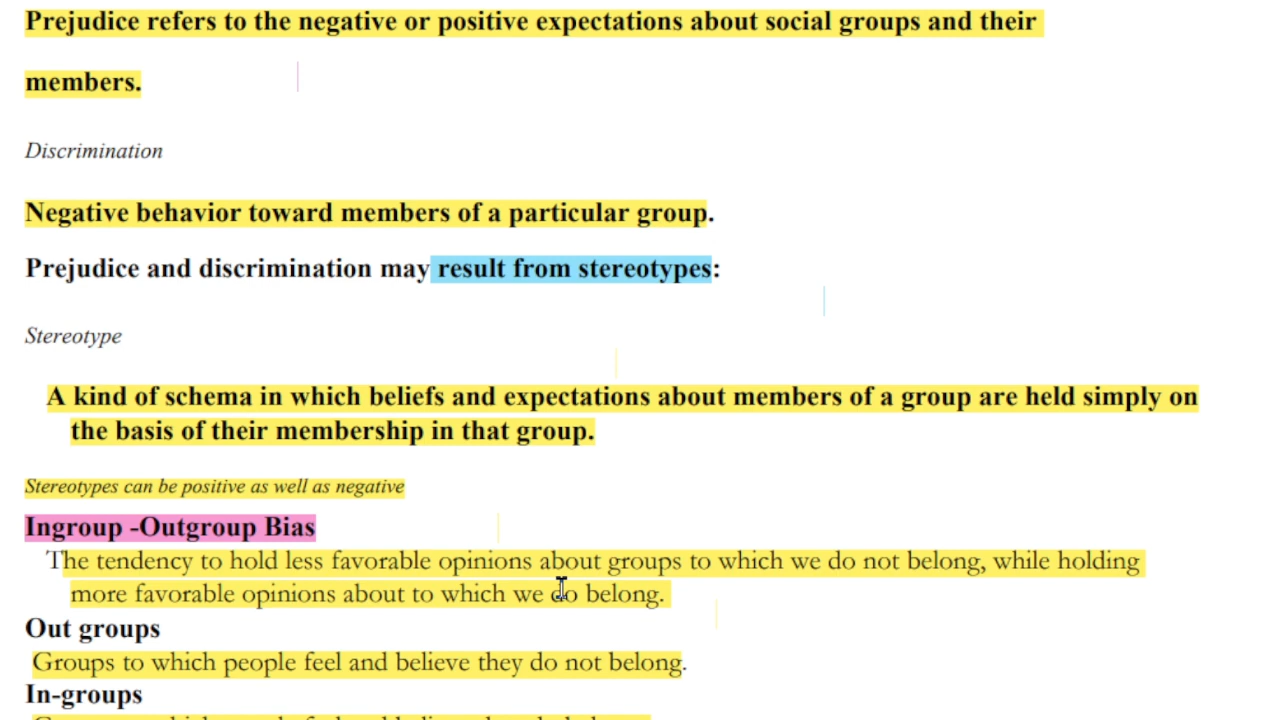 Prejudice refers to the negative or positive expectations about social groups and their
members.
Discrimination
Negative behavior toward members of a particular group.
Prejudice and discrimination may result from stereotypes:
Stereotype
A kind of schema in which beliefs and expectations about members of a group are held simply on
the basis of their membership in that group.
Stereotypes can be positive as well as negative
Ingroup -Outgroup Bias
The tendency to hold less favorable opinions about groups to which we do not belong, while holding
more favorable opinions about to which we do belong.
Out groups
Groups to which people feel and believe they do not belong.
In-groups